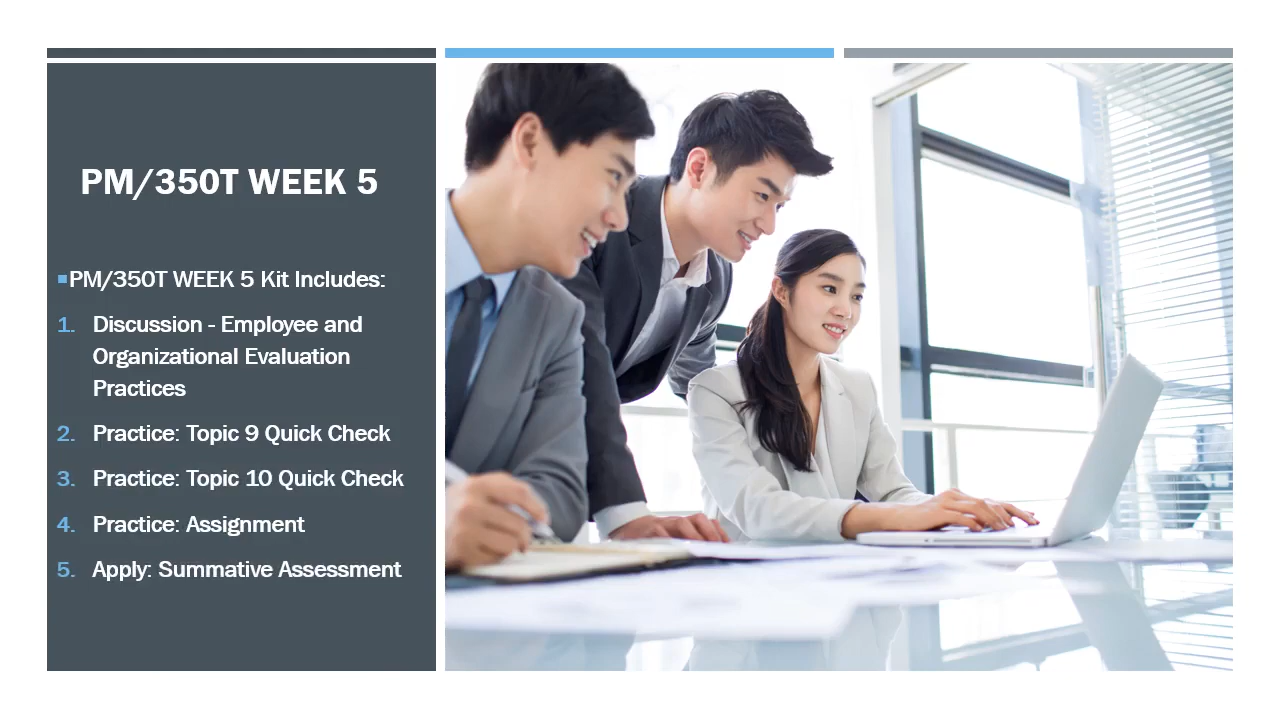 PM/350T WEEK 5
PM/350T WEEK 5 Kit Includes:
1. Discussion - Employee and
Organizational Evaluation
Practices
2. Practice: Topic 9 Quick Check
3. Practice: Topic 10 Quick Check
4. Practice: Assignment
5. Apply: Summative Assessment